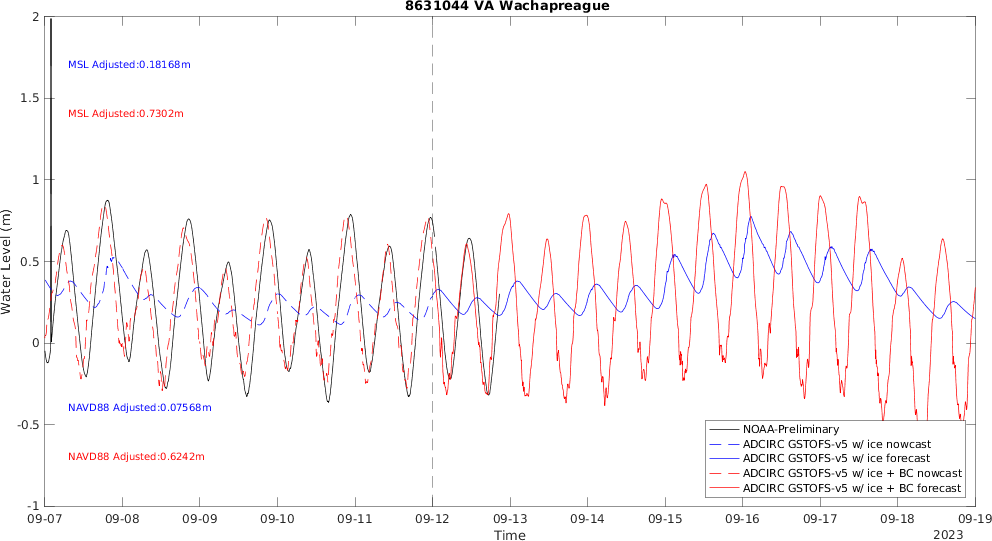 8631044 VA Wachapreague
2
1.5
1
0.5
0
-0.5
-1
Water Level (m)
MSL Adjusted:0.18168m
MSL Adjusted:0.7302m
NAVD88 Adjusted:0.07568m
NAVD88 Adjusted:0.6242m
NOAA-Preliminary
ADCIRC GSTOFS-v5 w/ ice nowcast
ADCIRC GSTOFS-v5 w/ ice forecast
ADCIRC GSTOFS-v5 w/ ice + BC nowcast
ADCIRC GSTOFS-v5 w/ ice + BC forecast
09-07 09-08 09-09 09-10 09-11 09-12 09-13 09-14 09-15 09-16 09-17 09-18 09-19
Time
2023